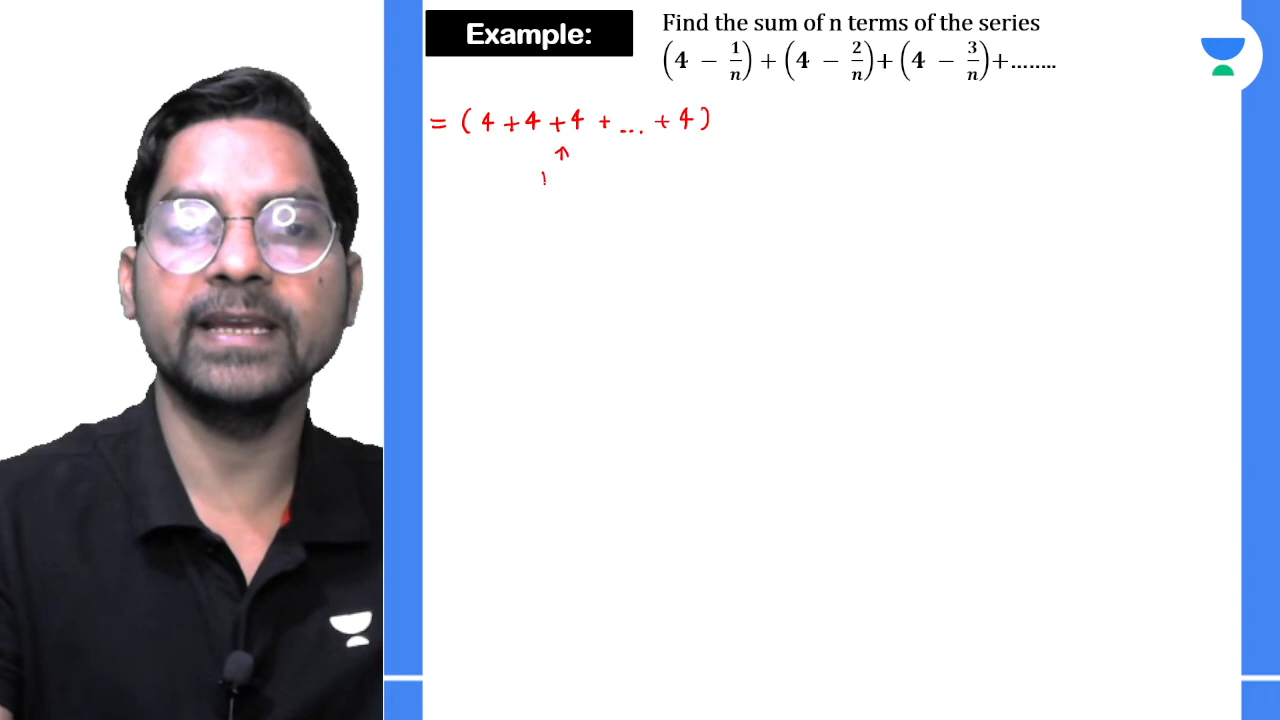 Example:
Find the sum of n terms of the series
(4 − 1/n) + (4 − 2/n) + (4 − 3/n) + ........
= (4 + 4 + 4 + ... + 4)